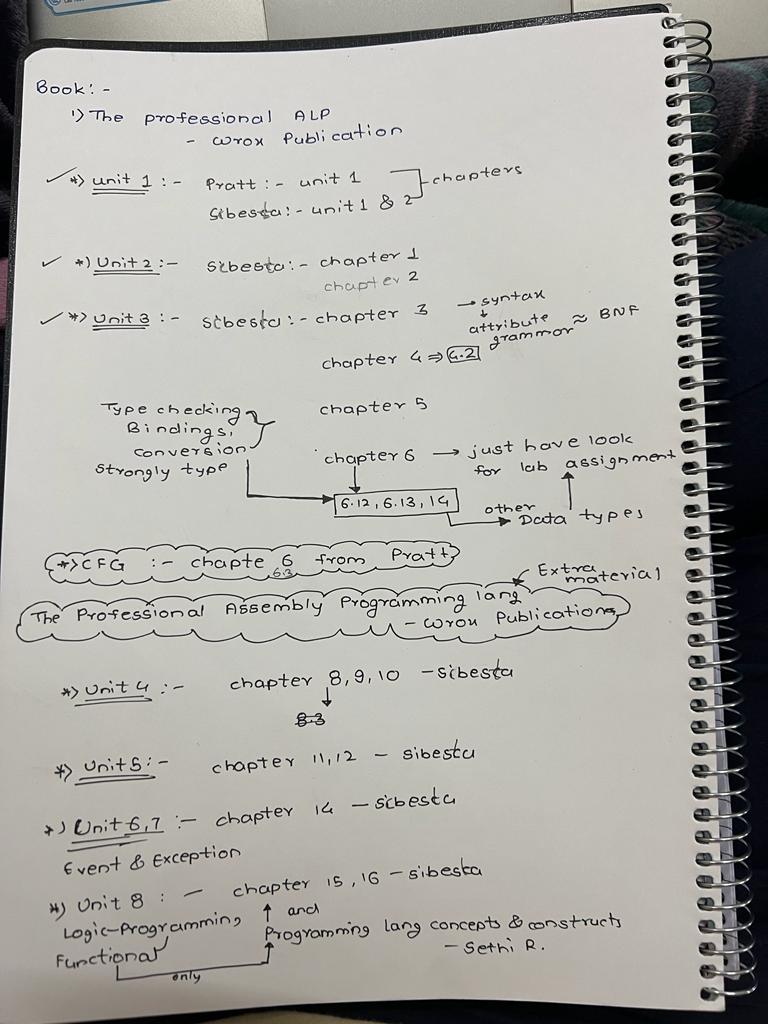 Book :-
1) The professional ALP
- Wrox Publication
*) Unit 1 :- Pratt :- unit 1
chapters
Sibesta :- unit 1 & 2
*) Unit 2 :- Sibesta :- chapter 1
chapter 2
*) Unit 3 :- Sibesta :- chapter 3 → syntax
attribute grammor ≈ BNF
chapter 4 ⇒ 4.2
chapter 5
Type checking
Bindings,
conversion
strongly type
chapter 6 → just have look
for lab assignment
6.12, 6.13, 14
other
Data types
*) CFG :- chapte 6 from Pratt
6.3
Extra
material
The Professional Assembly Programming lang
- Wrox Publications
*) Unit 4 :- chapter 8, 9, 10 - sibesta
8.3
*) Unit 5 :- chapter 11, 12 - sibesta
*) Unit 6,7 :- chapter 14 - sibesta
Event & Exception
*) Unit 8 : - chapter 15, 16 - sibesta
Logic-Programming
and
Programming lang concepts & constructs
Functional
- Sethi R.
only